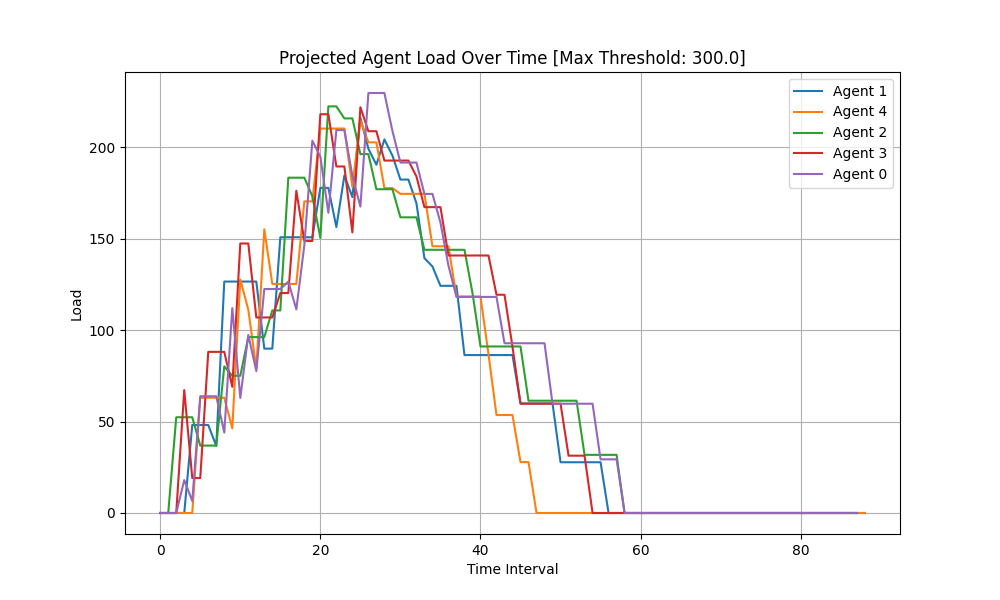 Projected Agent Load Over Time [Max Threshold: 300.0]
Agent 1
Agent 4
Agent 2
Agent 3
Agent 0
Load
200
150
100
50
0
0 20 40 60 80
Time Interval